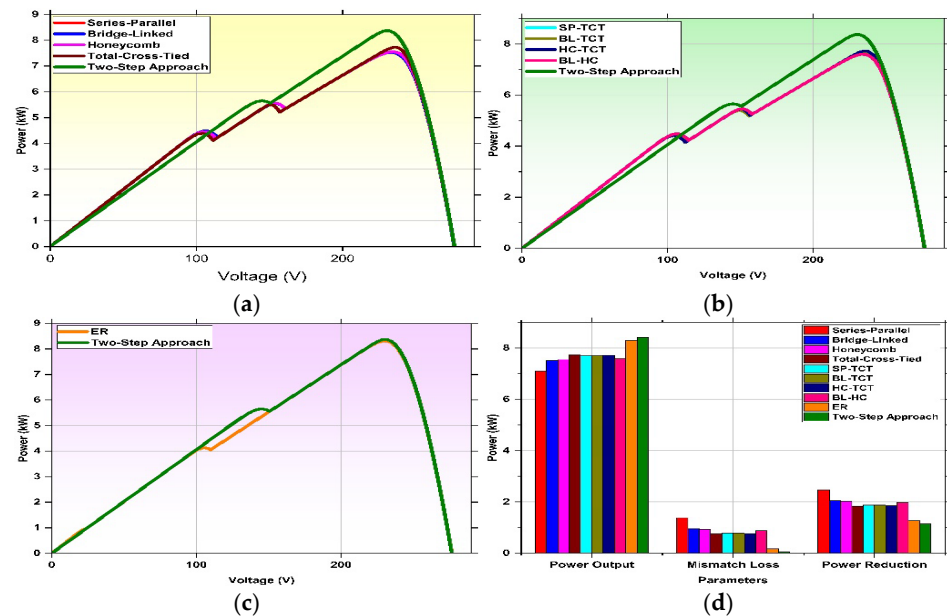 Series-Parallel
Bridge-Linked
Honeycomb
Total-Cross-Tied
Two-Step Approach
Power (kW)
9
8
7
6
5
4
3
2
1
0
0
100
200
Voltage (V)
(a)
SP-TCT
BL-TCT
HC-TCT
BL-HC
Two-Step Approach
Power (kW)
8
6
4
2
0
0
100
200
Voltage (V)
(b)
ER
Two-Step Approach
Power (kW)
9
8
7
6
5
4
3
2
1
0
0
100
200
Voltage (V)
(c)
Series-Parallel
Bridge-Linked
Honeycomb
Total-Cross-Tied
SP-TCT
BL-TCT
HC-TCT
BL-HC
ER
Two-Step Approach
Power (kW)
8
6
4
2
0
Power Output
Mismatch Loss
Power Reduction
Parameters
(d)